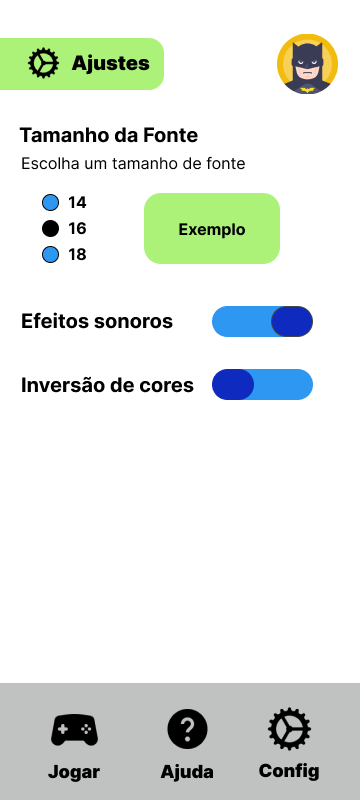 Ajustes
Tamanho da Fonte
Escolha um tamanho de fonte
14
16
18
Exemplo
Efeitos sonoros
Inversão de cores
Jogar
Ajuda
Config